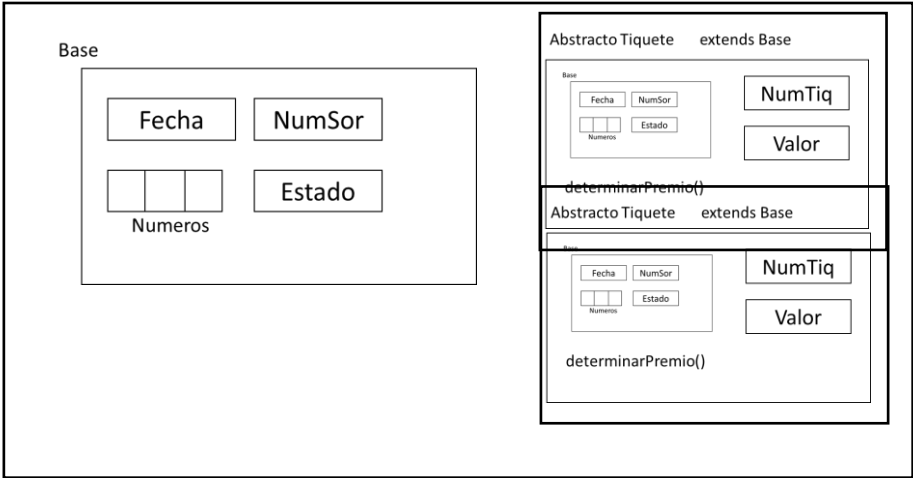 Base
Fecha NumSor
Estado
Numeros
Abstracto Tiquete extends Base
Base
Fecha NumSor
Estado
Numeros
NumTiq
Valor
determinarPremio()
Abstracto Tiquete extends Base
Base
Fecha NumSor
Estado
Numeros
NumTiq
Valor
determinarPremio()